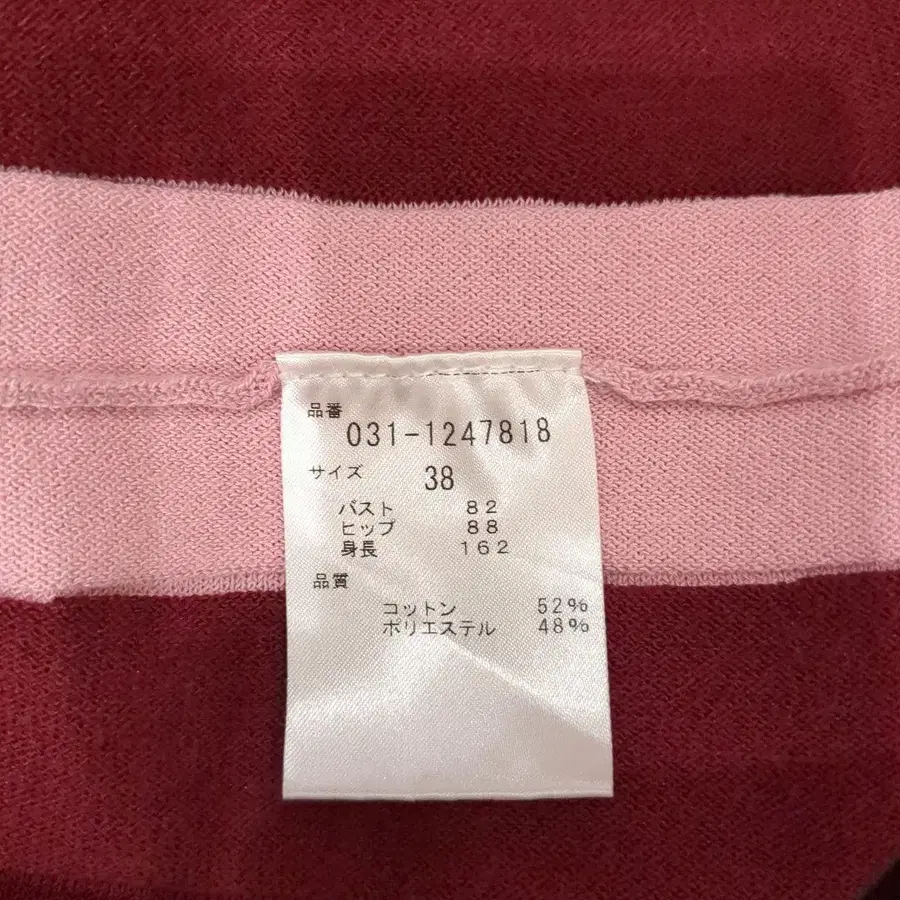 品番
031-1247818
サイズ 38
バスト 82
ヒップ 88
身長 162
品質
コットン 52%
ポリエステル 48%